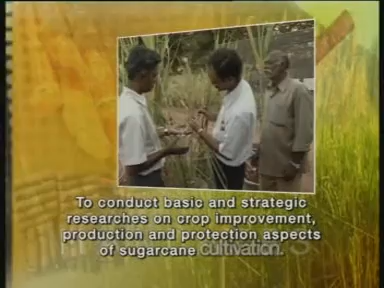 To conduct basic and strategic
researches on crop improvement,
production and protection aspects
of sugarcane cultivation.